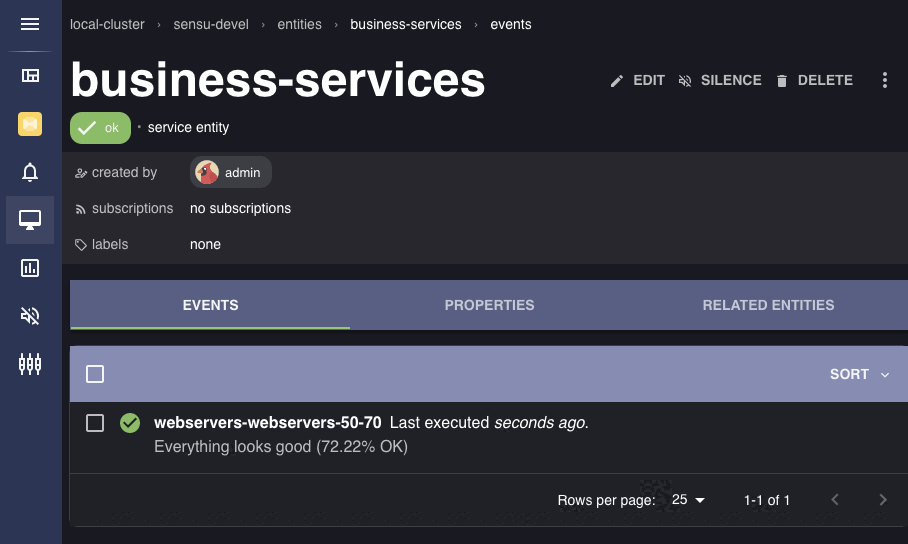 local-cluster › sensu-devel › entities › business-services › events
business-services
EDIT SILENCE DELETE
ok · service entity
created by admin
subscriptions no subscriptions
labels none
EVENTS PROPERTIES RELATED ENTITIES
SORT
webservers-webservers-50-70 Last executed seconds ago.
Everything looks good (72.22% OK)
Rows per page: 25 1-1 of 1